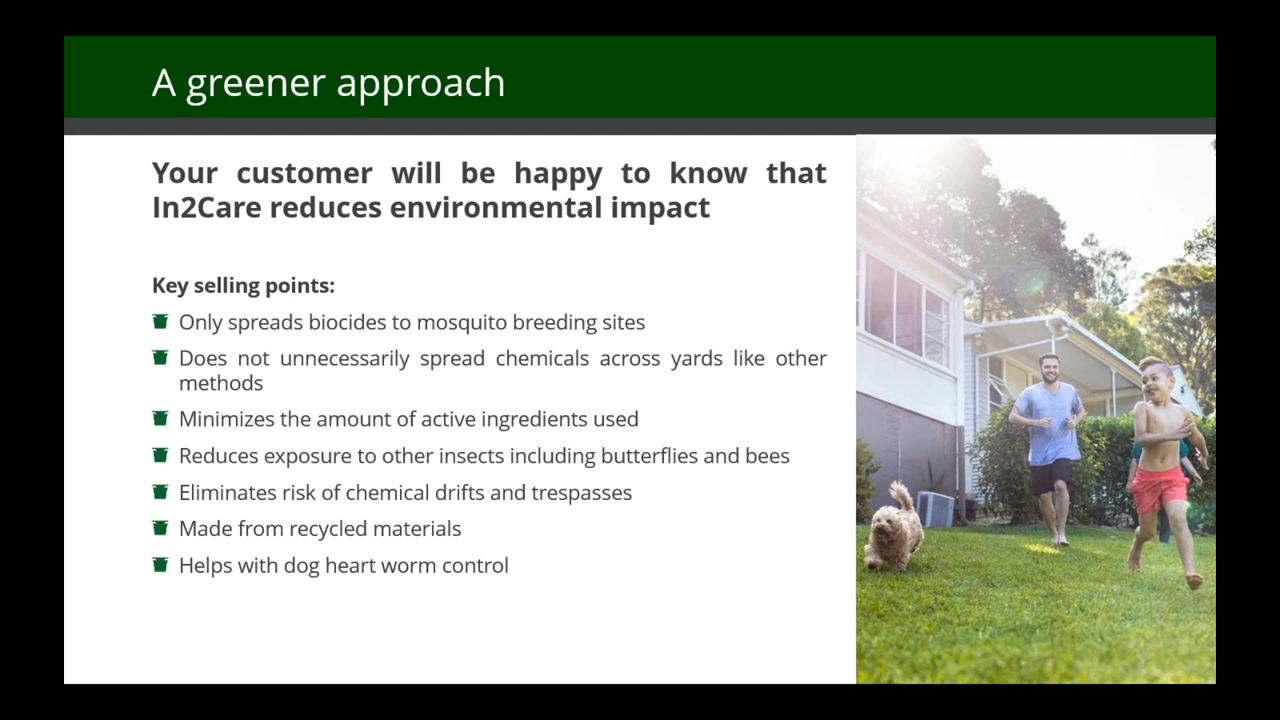 A greener approach
Your customer will be happy to know that
In2Care reduces environmental impact
Key selling points:
Only spreads biocides to mosquito breeding sites
Does not unnecessarily spread chemicals across yards like other
methods
Minimizes the amount of active ingredients used
Reduces exposure to other insects including butterflies and bees
Eliminates risk of chemical drifts and trespasses
Made from recycled materials
Helps with dog heart worm control